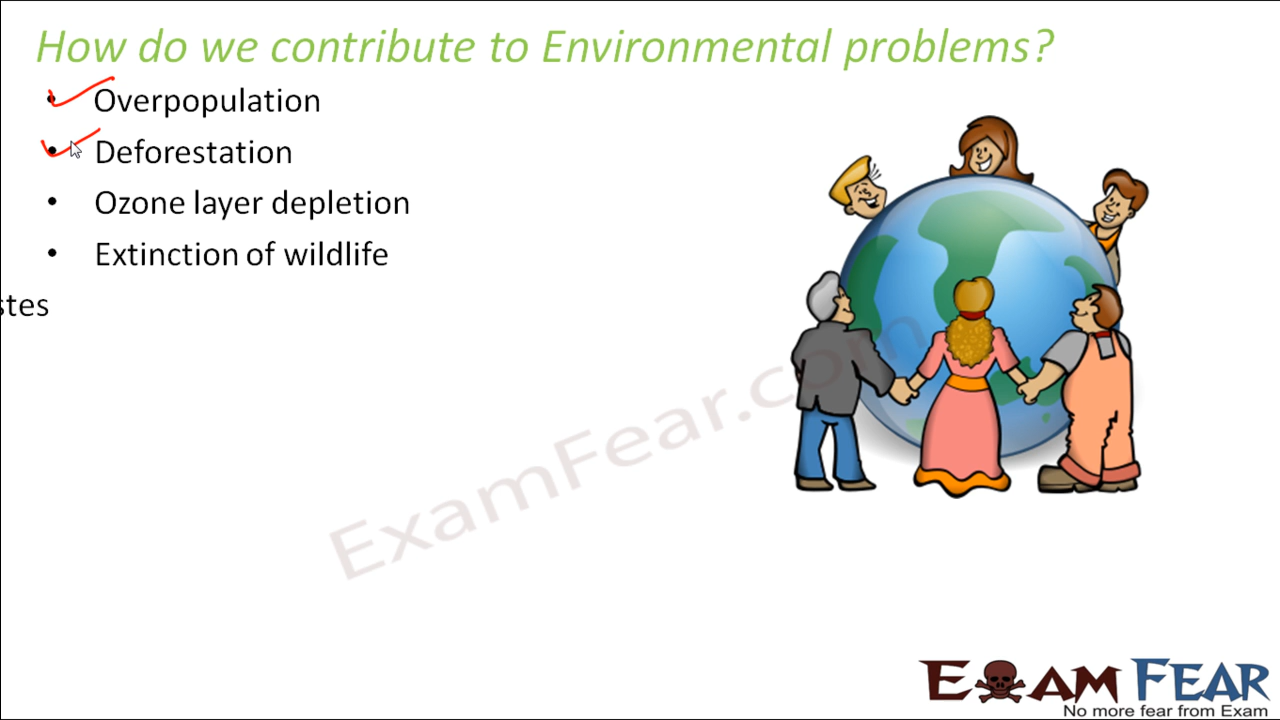 How do we contribute to Environmental problems?
• Overpopulation
• Deforestation
• Ozone layer depletion
• Extinction of wildlife
stes
ExamFear.com
EXAM FEAR
No more fear from Exam